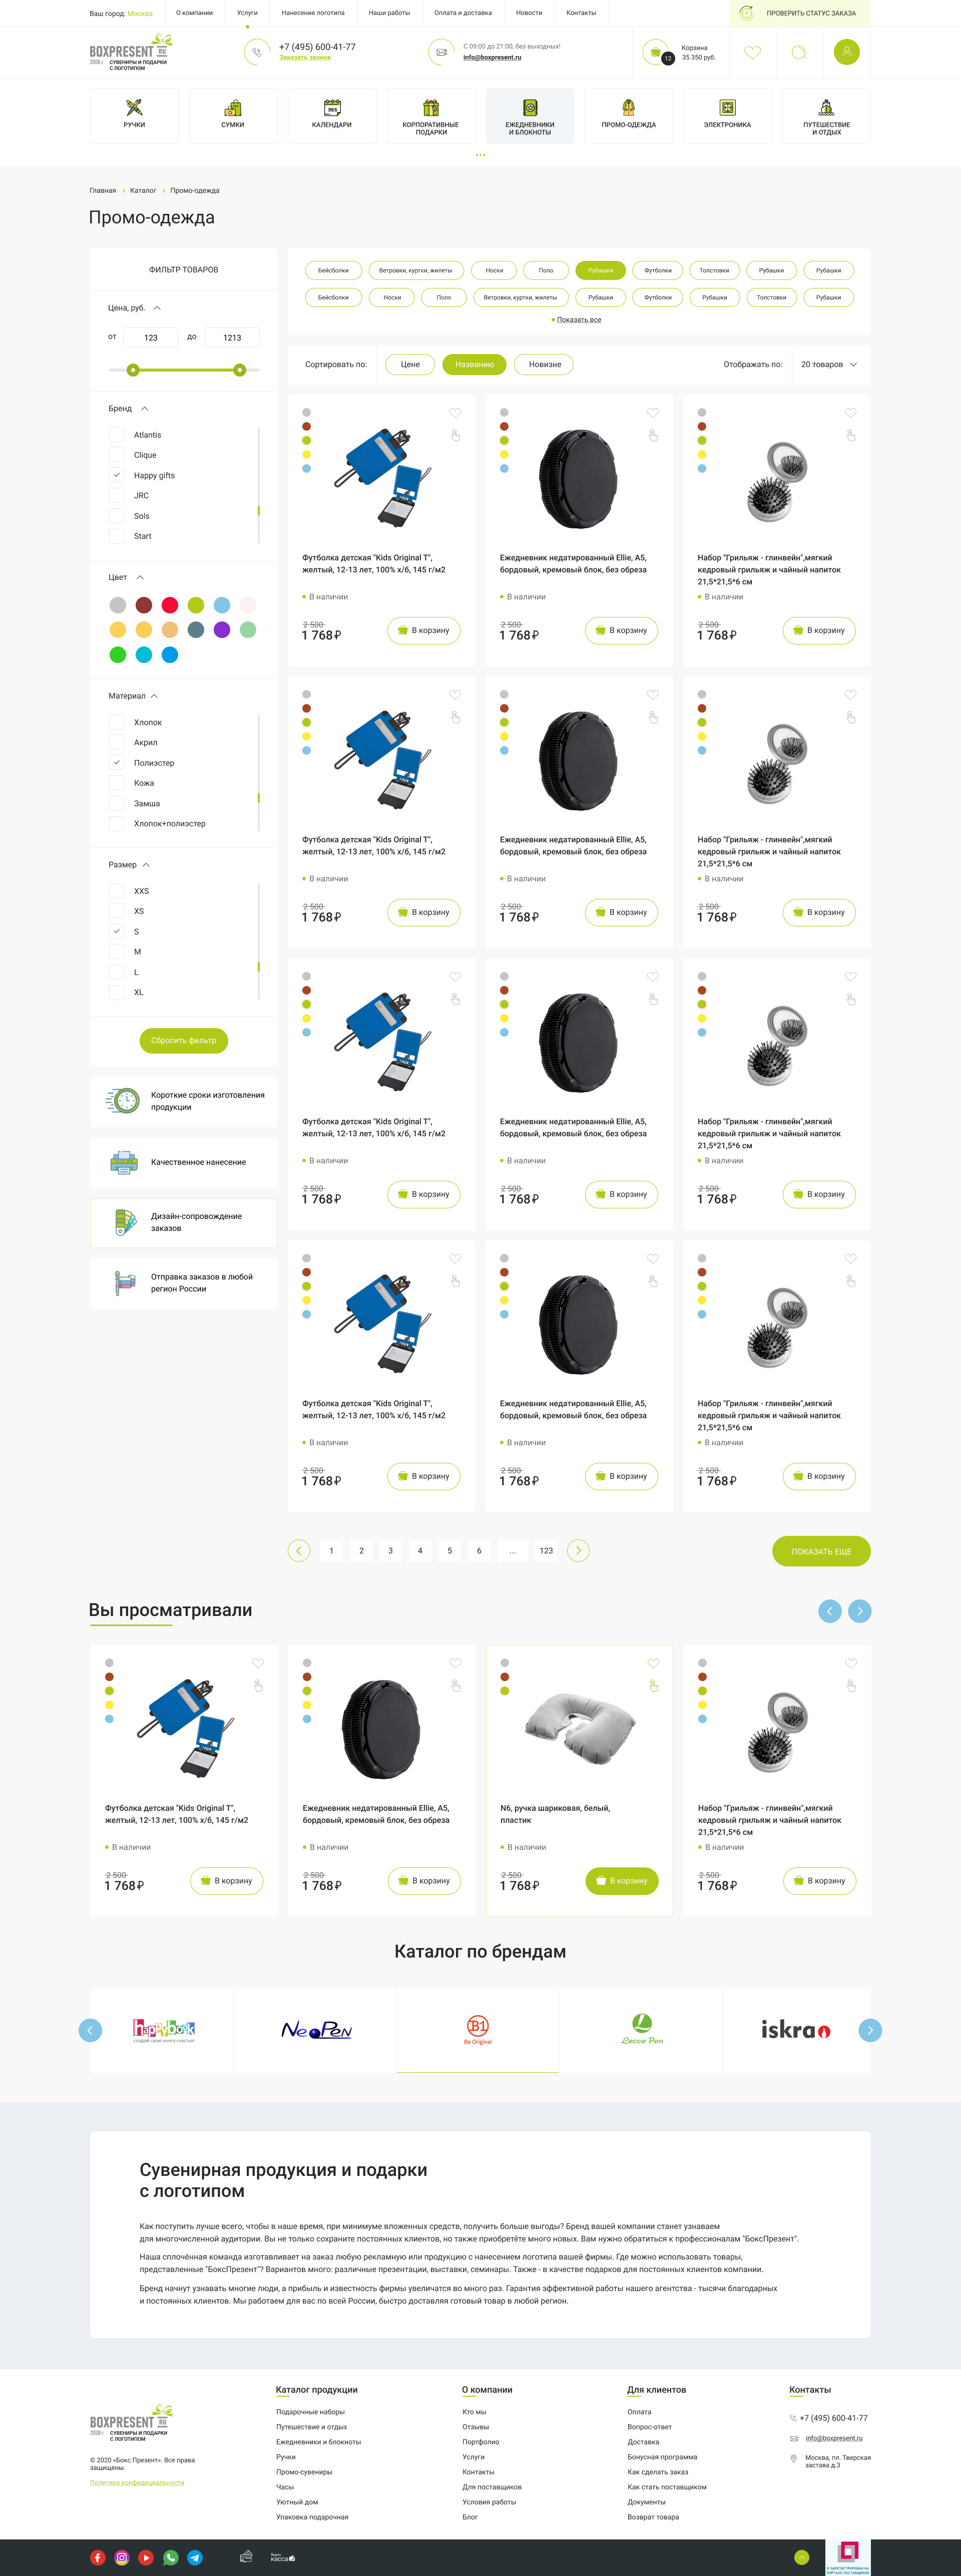 Ваш город: Москва
О компании
Услуги
Нанесение логотипа
Наши работы
Оплата и доставка
Новости
Контакты
ПРОВЕРИТЬ СТАТУС ЗАКАЗА
BOXPRESENT RU
2008 г. СУВЕНИРЫ И ПОДАРКИ
С ЛОГОТИПОМ
+7 (495) 600-41-77
Заказать звонок
С 09:00 до 21:00, без выходных!
info@boxpresent.ru
12
Корзина
35 350 руб.
РУЧКИ
СУМКИ
365
КАЛЕНДАРИ
КОРПОРАТИВНЫЕ
ПОДАРКИ
ЕЖЕДНЕВНИКИ
И БЛОКНОТЫ
ПРОМО-ОДЕЖДА
ЭЛЕКТРОНИКА
ПУТЕШЕСТВИЕ
И ОТДЫХ
Главная
Каталог
Промо-одежда
Промо-одежда
ФИЛЬТР ТОВАРОВ
Цена, руб.
от 123 до 1213
Бренд
Atlantis
Clique
Happy gifts
JRC
Sols
Start
Цвет
Материал
Хлопок
Акрил
Полиэстер
Кожа
Замша
Хлопок+полиэстер
Размер
XXS
XS
S
M
L
XL
Сбросить фильтр
Короткие сроки изготовления
продукции
Качественное нанесение
Дизайн-сопровождение
заказов
Отправка заказов в любой
регион России
Бейсболки Ветровки, куртки, жилеты Носки Поло Рубашки Футболки Толстовки Рубашки Рубашки
Бейсболки Носки Поло Ветровки, куртки, жилеты Рубашки Футболки Рубашки Толстовки Рубашки
Показать все
Сортировать по: Цене Названию Новизне
Отображать по: 20 товаров
Футболка детская "Kids Original T",
желтый, 12-13 лет, 100% х/б, 145 г/м2
В наличии
2 500
1 768 ₽
В корзину
Ежедневник недатированный Ellie, А5,
бордовый, кремовый блок, без обреза
В наличии
2 500
1 768 ₽
В корзину
Набор "Грильяж - глинвейн",мягкий
кедровый грильяж и чайный напиток
21,5*21,5*6 см
В наличии
2 500
1 768 ₽
В корзину
Футболка детская "Kids Original T",
желтый, 12-13 лет, 100% х/б, 145 г/м2
В наличии
2 500
1 768 ₽
В корзину
Ежедневник недатированный Ellie, А5,
бордовый, кремовый блок, без обреза
В наличии
2 500
1 768 ₽
В корзину
Набор "Грильяж - глинвейн",мягкий
кедровый грильяж и чайный напиток
21,5*21,5*6 см
В наличии
2 500
1 768 ₽
В корзину
Футболка детская "Kids Original T",
желтый, 12-13 лет, 100% х/б, 145 г/м2
В наличии
2 500
1 768 ₽
В корзину
Ежедневник недатированный Ellie, А5,
бордовый, кремовый блок, без обреза
В наличии
2 500
1 768 ₽
В корзину
Набор "Грильяж - глинвейн",мягкий
кедровый грильяж и чайный напиток
21,5*21,5*6 см
В наличии
2 500
1 768 ₽
В корзину
Футболка детская "Kids Original T",
желтый, 12-13 лет, 100% х/б, 145 г/м2
В наличии
2 500
1 768 ₽
В корзину
Ежедневник недатированный Ellie, А5,
бордовый, кремовый блок, без обреза
В наличии
2 500
1 768 ₽
В корзину
Набор "Грильяж - глинвейн",мягкий
кедровый грильяж и чайный напиток
21,5*21,5*6 см
В наличии
2 500
1 768 ₽
В корзину
1 2 3 4 5 6 ... 123
ПОКАЗАТЬ ЕЩЕ
Вы просматривали
Футболка детская "Kids Original T",
желтый, 12-13 лет, 100% х/б, 145 г/м2
В наличии
2 500
1 768 ₽
В корзину
Ежедневник недатированный Ellie, А5,
бордовый, кремовый блок, без обреза
В наличии
2 500
1 768 ₽
В корзину
N6, ручка шариковая, белый,
пластик
В наличии
2 500
1 768 ₽
В корзину
Набор "Грильяж - глинвейн",мягкий
кедровый грильяж и чайный напиток
21,5*21,5*6 см
В наличии
2 500
1 768 ₽
В корзину
Каталог по брендам
happybook
создай свою книгу счастья!
NeoPen
B1
Be Original
Lecce Pen
iskra
Сувенирная продукция и подарки
с логотипом
Как поступить лучше всего, чтобы в наше время, при минимуме вложенных средств, получить больше выгоды? Бренд вашей компании станет узнаваем
для многочисленной аудитории. Вы не только сохраните постоянных клиентов, но также приобретёте много новых. Вам нужно обратиться к профессионалам "БоксПрезент".
Наша сплочённая команда изготавливает на заказ любую рекламную или продукцию с нанесением логотипа вашей фирмы. Где можно использовать товары,
представленные "БоксПрезент"? Вариантов много: различные презентации, выставки, семинары. Также - в качестве подарков для постоянных клиентов компании.
Бренд начнут узнавать многие люди, а прибыль и известность фирмы увеличатся во много раз. Гарантия эффективной работы нашего агентства - тысячи благодарных
и постоянных клиентов. Мы работаем для вас по всей России, быстро доставляя готовый товар в любой регион.
BOXPRESENT RU
2008 г. СУВЕНИРЫ И ПОДАРКИ
С ЛОГОТИПОМ
© 2020 «Бокс Презент». Все права
защищены.
Политика конфиденциальности
Каталог продукции
Подарочные наборы
Путешествие и отдых
Ежедневники и блокноты
Ручки
Промо-сувениры
Часы
Уютный дом
Упаковка подарочная
О компании
Кто мы
Отзывы
Портфолио
Услуги
Контакты
Для поставщиков
Условия работы
Блог
Для клиентов
Оплата
Вопрос-ответ
Доставка
Бонусная программа
Как сделать заказ
Как стать поставщиком
Документы
Возврат товара
Контакты
+7 (495) 600-41-77
info@boxpresent.ru
Москва, пл. Тверская
застава д.3
касса
Я ЗАРЕГИСТРИРОВАН НА
ПОРТАЛЕ ПОСТАВЩИКОВ